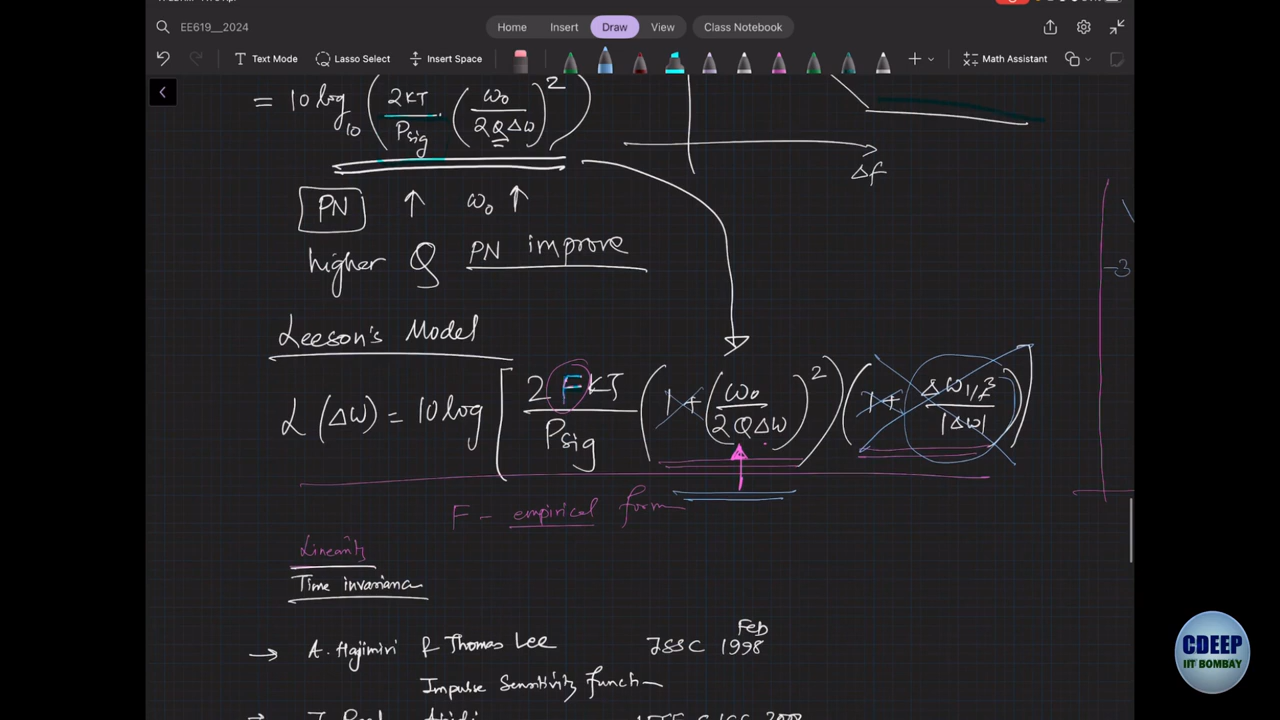 EE619__2024
Home Insert Draw View Class Notebook
Text Mode Lasso Select Insert Space Math Assistant
= 10 log10 ( 2KT / Psig · ( ω0 / 2QΔω )^2 )
Δf
PN ↑ ω0 ↑
higher Q PN improve
-3
Leeson's Model
L (Δω) = 10 log [ 2FKT / Psig ( 1 + ( ω0 / 2QΔω )^2 ) ( 1 + Δω1/f3 / |Δω| ) ]
F - empirical form
Linearity
Time invariance
→ A. Hajimiri & Thomas Lee JSSC Feb 1998
Impulse Sensitivity function
CDEEP
IIT BOMBAY